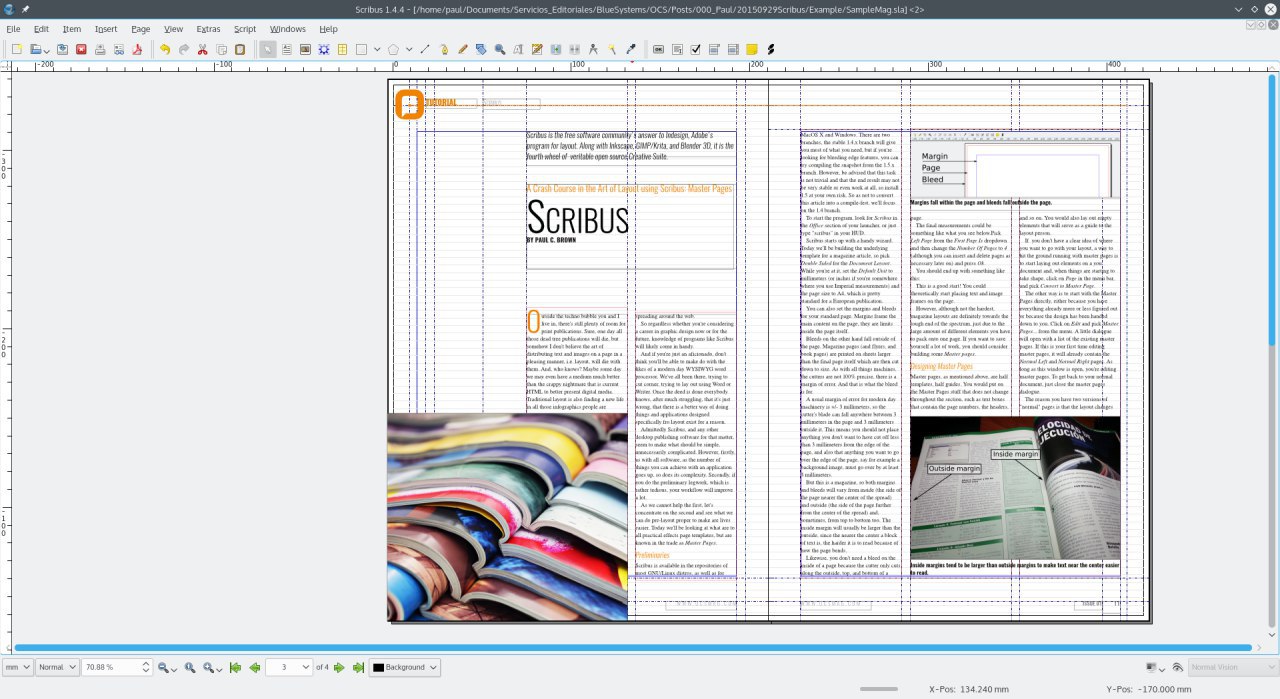 Scribus 1.4.4 - [/home/paul/Documents/Servicios_Editoriales/BlueSystems/OCS/Posts/000_Paul/20150929Scribus/Example/SampleMag.sla] <2>
File Edit Item Insert Page View Extras Script Windows Help
-200 -100 0 100 200 300 400
TUTORIAL
Scribus is the free software community's answer to Indesign, Adobe's
program for layout. Along with Inkscape, GIMP/Krita, and Blender 3D, it is the
fourth wheel of veritable open source Creative Suite.
A Crash Course in the Art of Layout using Scribus: Master Pages
SCRIBUS
BY PAUL C. BROWN
utside the techno bubble you and I
live in, there's still plenty of room for
print publications. Sure, one day all
those dead tree publications will die, but
somehow I don't believe the art of
distributing text and images on a page in a
pleasing manner, i.e. layout, will die with
them. And, who knows? Maybe some day
we may even have a medium much better
than the crappy nightmare that is current
HTML to better present digital media.
Traditional layout is also finding a new life
in all those infographics people are
spreading around the web.
So regardless whether you're considering
a career in graphic design now or for the
future, knowledge of programs like Scribus
will likely come in handy.
And if you're just an aficionado, don't
think you'll be able to make do with the
likes of a modern day WYSIWYG word
processor. We've all been there, trying to
cut corner, trying to lay out using Word or
Writer. Once the deed is done everybody
knows, after much struggling, that it's just
wrong, that there is a better way of doing
things and applications designed
specifically for layout exist for a reason.
Admittedly Scribus, and any other
desktop publishing software for that matter,
seem to make what should be simple,
unnecessarily complicated. However, firstly,
as with all software, as the number of
things you can achieve with an application
goes up, so does its complexity. Secondly, if
you do the preliminary legwork, which is
rather tedious, your workflow will improve
a lot.
As we cannot help the first, let's
concentrate on the second and see what we
can do pre-layout proper to make are lives
easier. Today we'll be looking at what are to
all practical effects page templates, but are
known in the trade as Master Pages.
Preliminaries
Scribus is available in the repositories of
most GNU/Linux distros, as well as for
MacOS X and Windows. There are two
branches, the stable 1.4.x branch will give
you most of what you need, but if you're
looking for bleeding edge features, you can
try compiling the snapshot from the 1.5.x
branch. However, be advised that this task
is not trivial and that the end result may not
be very stable or even work at all, so install
1.5 at your own risk. So as not to convert
this article into a compile-fest, we'll focus
on the 1.4 branch.
To start the program, look for Scribus in
the Office section of your launcher, or just
type "scribus" in your HUD.
Scribus starts up with a handy wizard.
Today we'll be building the underlying
template for a magazine article, so pick
Double Sided for the Document Layout.
While you're at it, set the Default Unit to
millimeters (or inches if you're somewhere
where you use Imperial measurements) and
the page size to A4, which is pretty
standard for a European publication.
You can also set the margins and bleeds
for your standard page. Margins frame the
main content on the page, they are limits
inside the page itself.
Bleeds on the other hand fall outside of
the page. Magazine pages (and fliers, and
book pages) are printed on sheets larger
than the final page itself which are then cut
down to size. As with all things machines,
the cutters are not 100% precise, there is a
margin of error. And that is what the bleed
is for.
A usual margin of error for modern day
machinery is +/- 3 millimeters, so the
cutter's blade can fall anywhere between 3
millimeters in the page and 3 millimeters
outside it. This means you should not place
anything you don't want to have cut off less
than 3 millimeters from the edge of the
page, and also that anything you want to go
over the edge of the page, say for example a
background image, must go over by at least
3 millimeters.
But this is a magazine, so both margins
and bleeds will vary from inside (the side of
the page nearer the center of the spread)
and outside (the side of the page further
from the center of the spread) and,
sometimes, from top to bottom too. The
inside margin will usually be larger than the
outside, since the nearer the center a block
of text is, the harder it is to read because of
how the page bends.
Likewise, you don't need a bleed on the
inside of a page because the cutter only cuts
along the outside, top, and bottom of a
Margin
Page
Bleed
Margins fall within the page and bleeds fall outside the page.
page.
The final measurements could be
something like what you see below.Pick
Left Page from the First Page Is dropdown
and then change the Number Of Pages to 4
(although you can insert and delete pages as
necessary later on) and press OK.
You should end up with something like
this:
This is a good start! You could
theoretically start placing text and image
frames on the page.
However, although not the hardest,
magazine layouts are definitely towards the
tough end of the spectrum, just due to the
large amount of different elements you have
to pack onto one page. If you want to save
yourself a lot of work, you should consider
building some Master pages.
Designing Master Pages
Master pages, as mentioned above, are half
templates, half guides. You would put on
the Master Pages stuff that does not change
throughout the section, such as text boxes
that contain the page numbers, the headers,
and so on. You would also lay out empty
elements that will serve as a guide to the
layout person.
If, you don't have a clear idea of where
you want to go with your layout, a way to
hit the ground running with master pages is
to start laying out elements on a you
document and, when things are starting to
take shape, click on Page in the menu bar,
and pick Convert to Master Page.
The other way is to start with the Master
Pages directly, either because you have
everything already more or less figured out
or because the design has been handed
down to you. Click on Edit and pick Master
Pages... from the menu. A little dialogue
will open with a list of the existing master
pages. If this is your first time editing
master pages, it will already contain the
Normal Left and Normal Right pages. As
long as this window is open, you're editing
master pages. To get back to your normal
document, just close the master pages
dialogue.
The reason you have two versions of
"normal" pages is that the layout changes
ELOCIDAD
JECUCIÓN
Inside margin
Outside margin
Inside margins tend to be larger than outside margins to make text near the center easier
to read.
mm Normal 70.88 % 3 of 4 Background Normal Vision
X-Pos: 134.240 mm Y-Pos: -170.000 mm